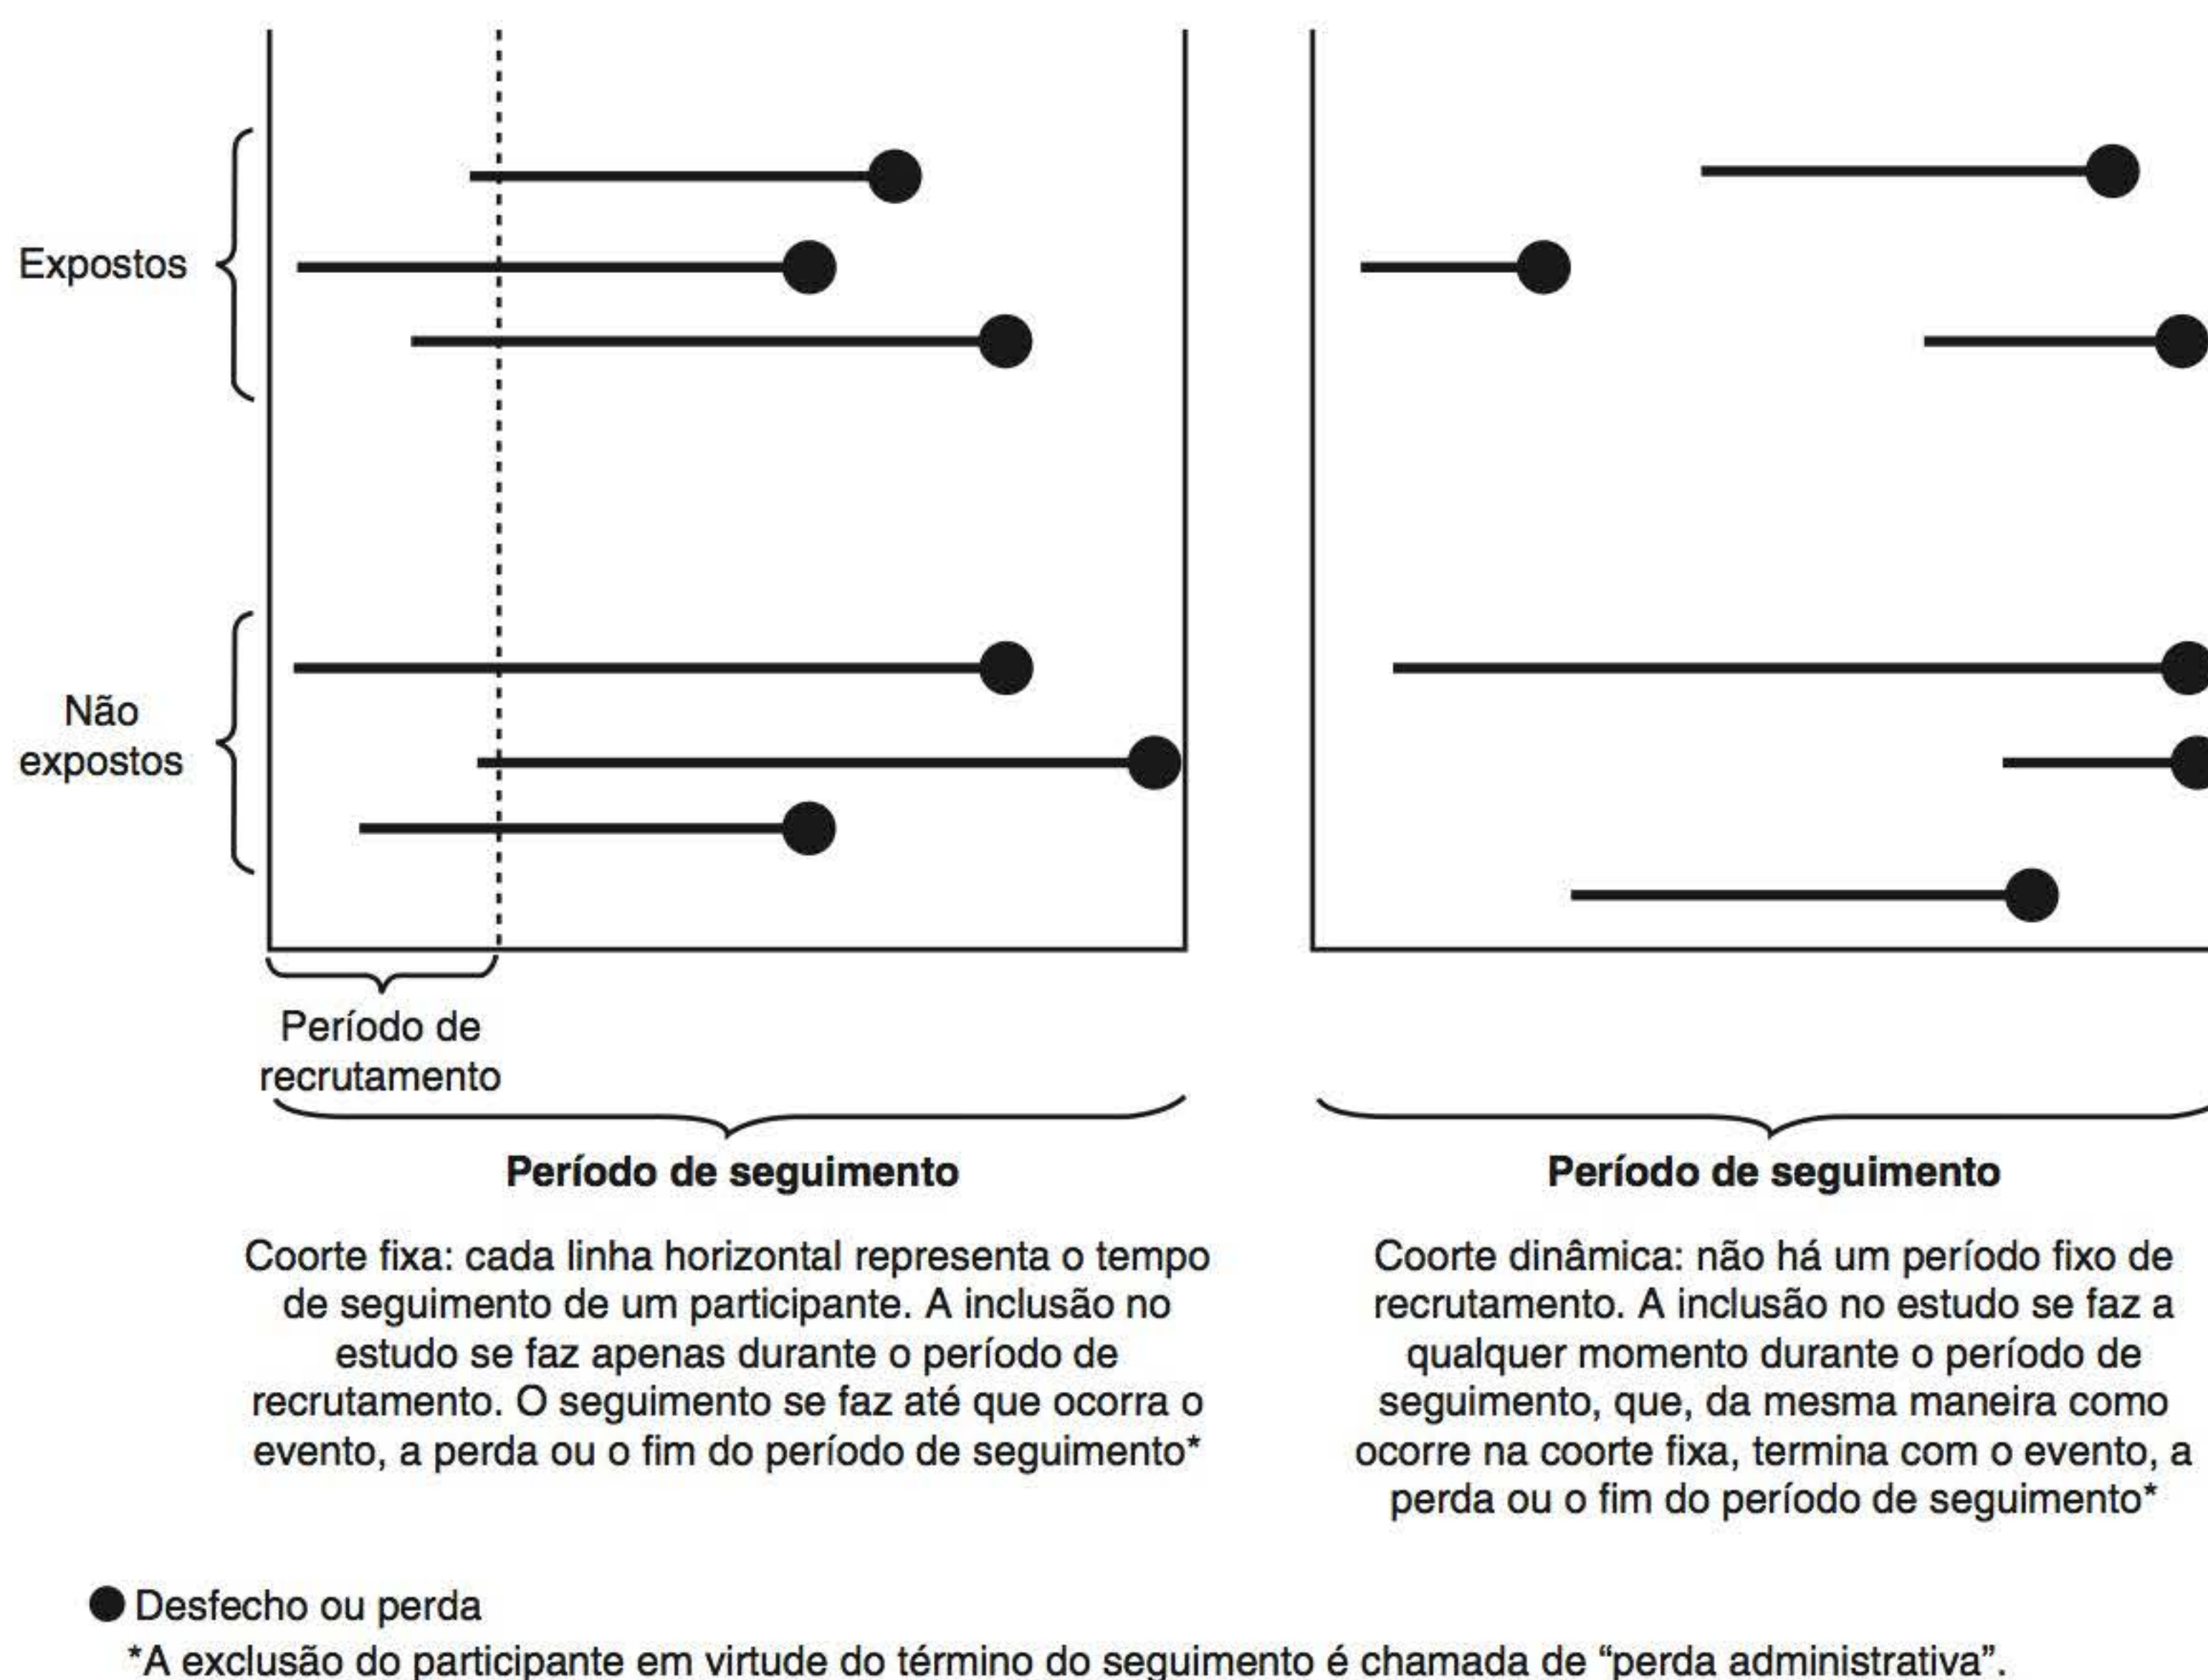 Expostos
Não
expostos
Período de
recrutamento
Período de seguimento
Coorte fixa: cada linha horizontal representa o tempo
de seguimento de um participante. A inclusão no
estudo se faz apenas durante o período de
recrutamento. O seguimento se faz até que ocorra o
evento, a perda ou o fim do período de seguimento*
Período de seguimento
Coorte dinâmica: não há um período fixo de
recrutamento. A inclusão no estudo se faz a
qualquer momento durante o período de
seguimento, que, da mesma maneira como
ocorre na coorte fixa, termina com o evento, a
perda ou o fim do período de seguimento*
Desfecho ou perda
*A exclusão do participante em virtude do término do seguimento é chamada de “perda administrativa”.